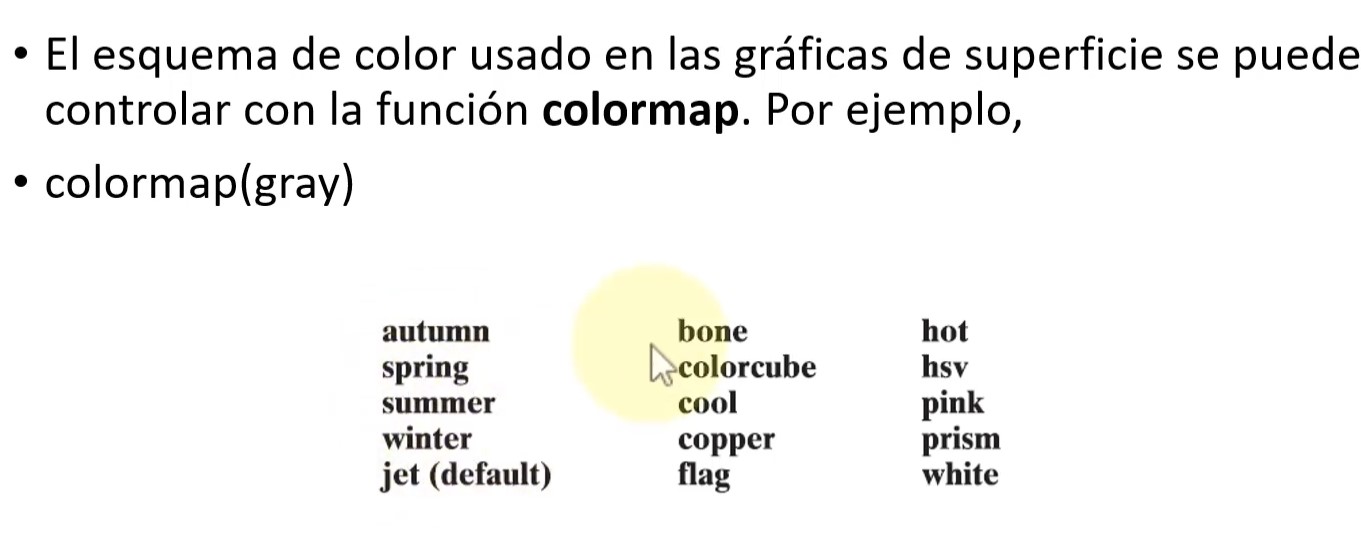 • El esquema de color usado en las gráficas de superficie se puede
controlar con la función colormap. Por ejemplo,
• colormap(gray)
autumn bone hot
spring colorcube hsv
summer cool pink
winter copper prism
jet (default) flag white